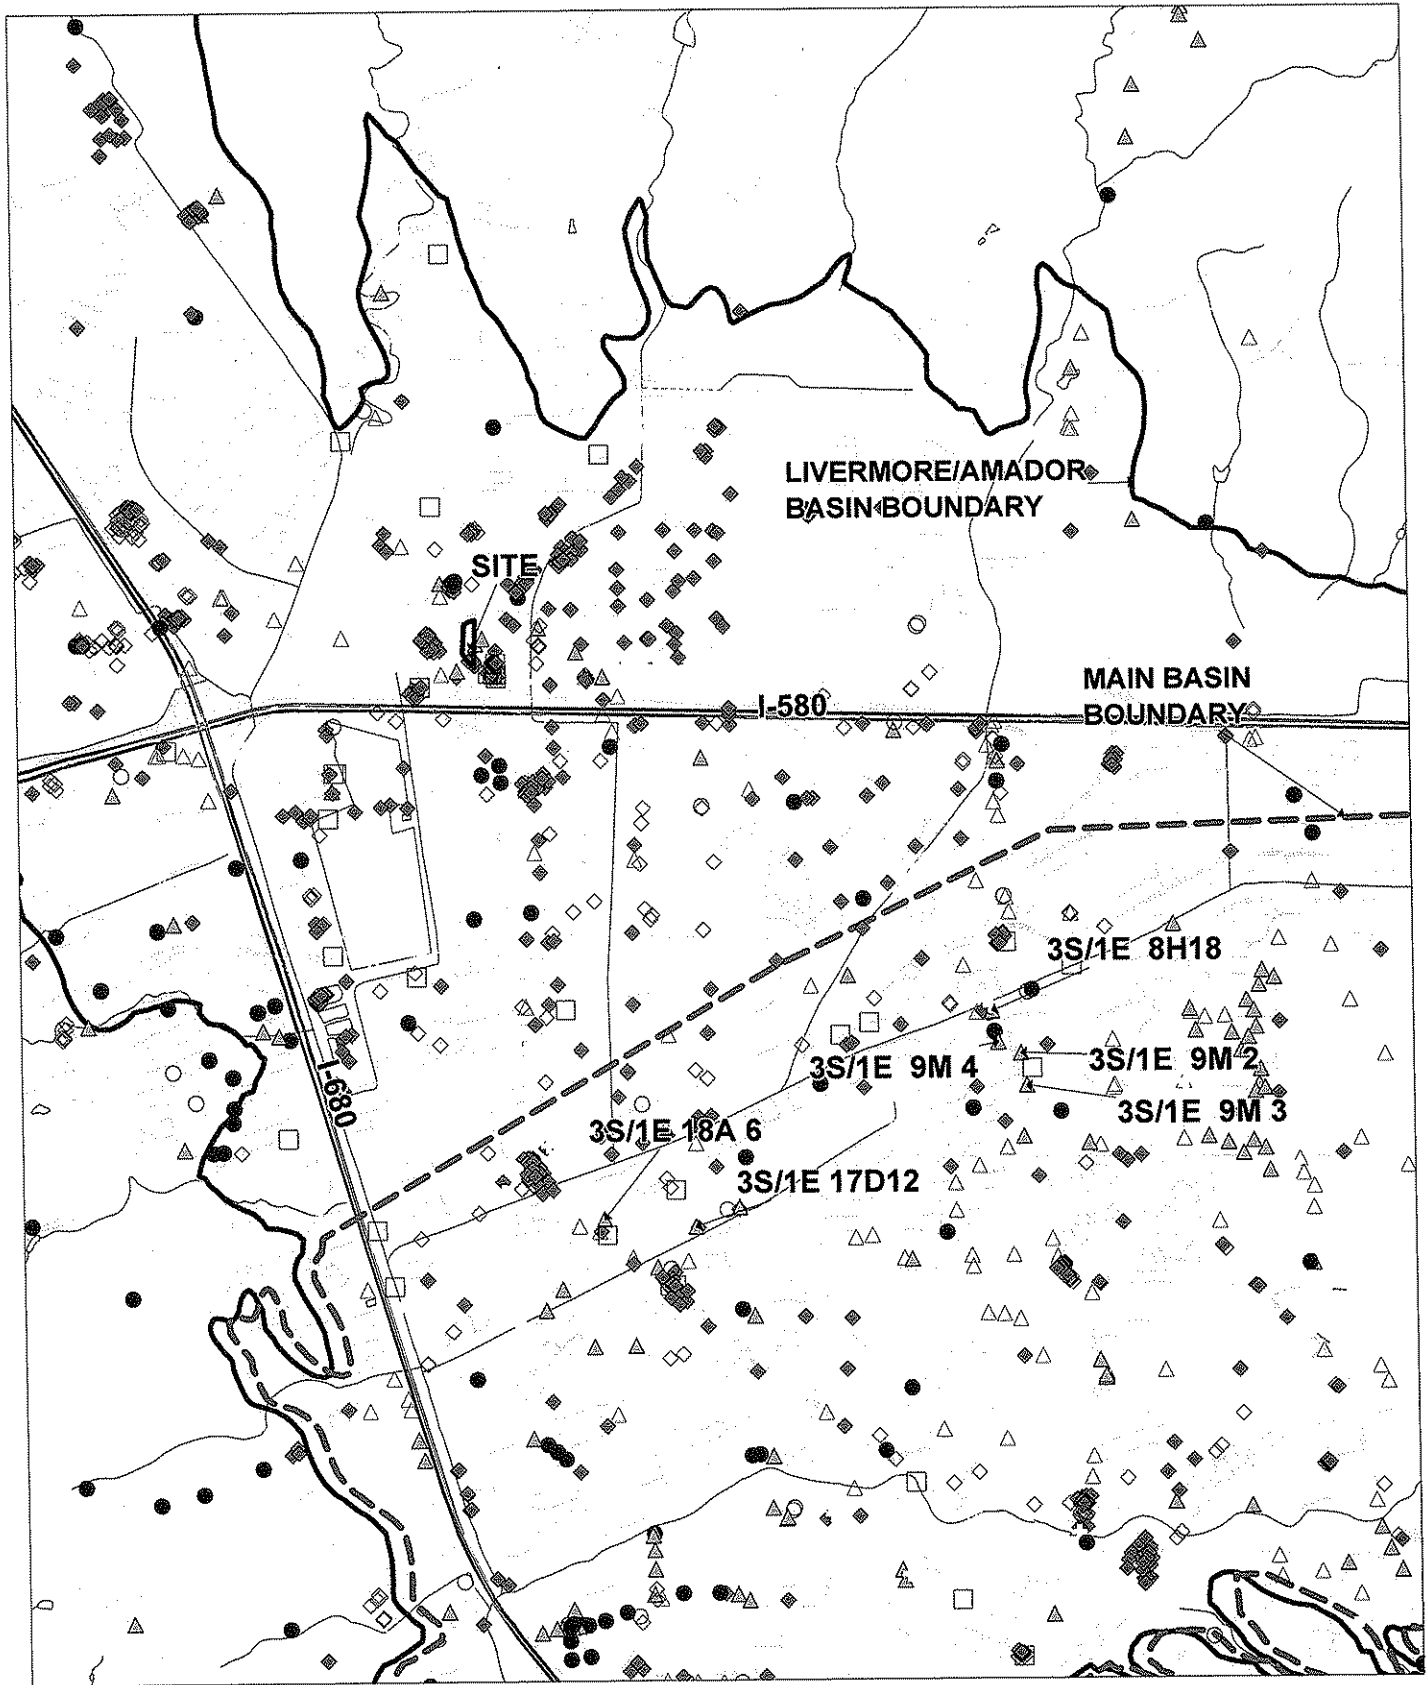 LIVERMORE/AMADOR
BASIN BOUNDARY
SITE
MAIN BASIN
BOUNDARY
I-580
3S/1E 8H18
3S/1E 9M 4
3S/1E 9M 2
I-680
3S/1E 9M 3
3S/1E 18A 6
3S/1E 17D12